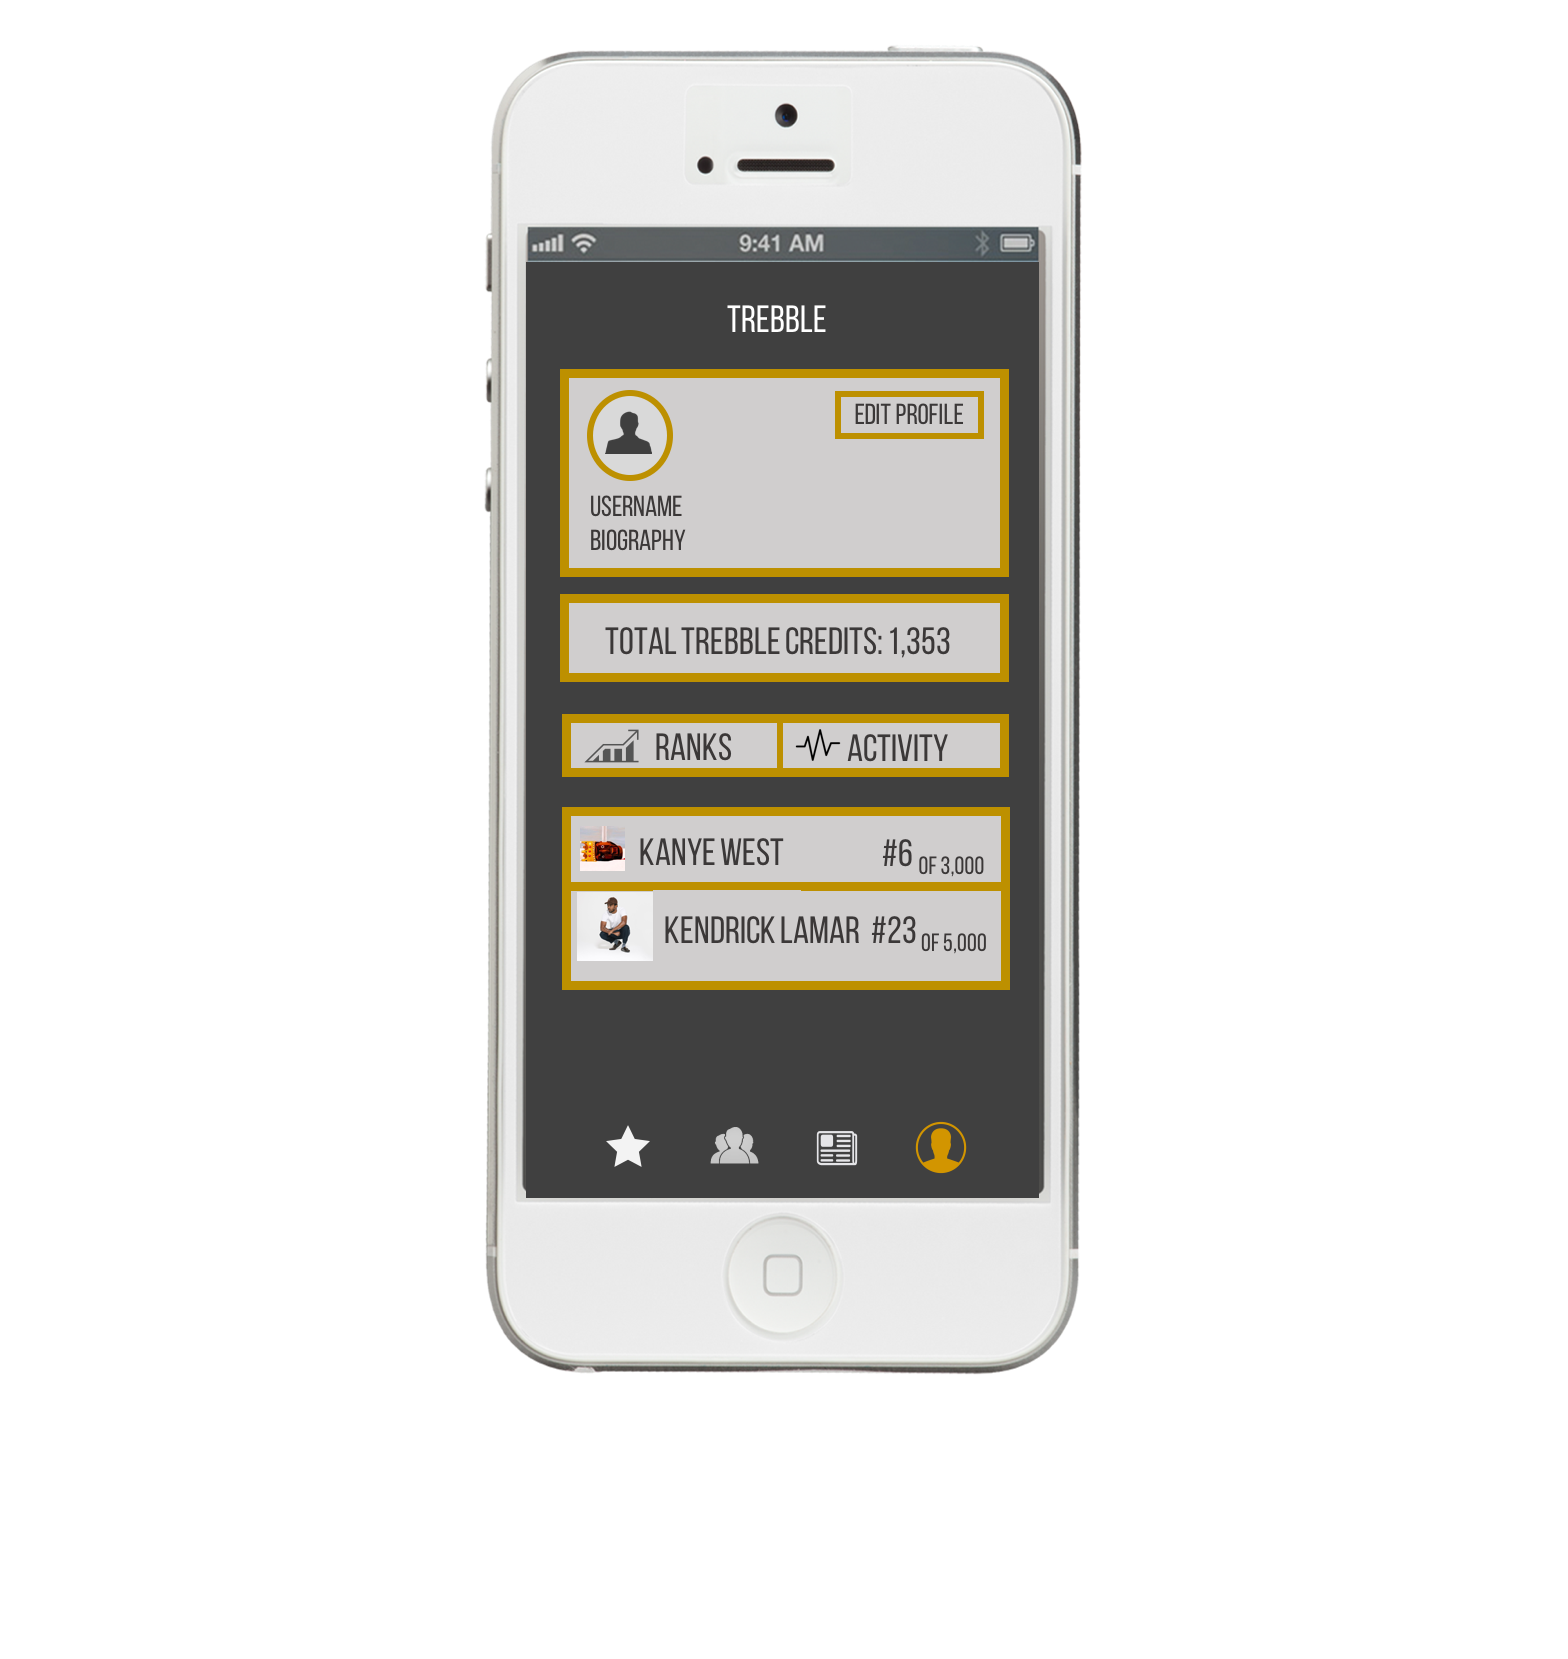 9:41 AM
TREBBLE
EDIT PROFILE
USERNAME
BIOGRAPHY
TOTAL TREBBLE CREDITS: 1,353
RANKS ACTIVITY
KANYE WEST #6 OF 3,000
KENDRICK LAMAR #23 OF 5,000